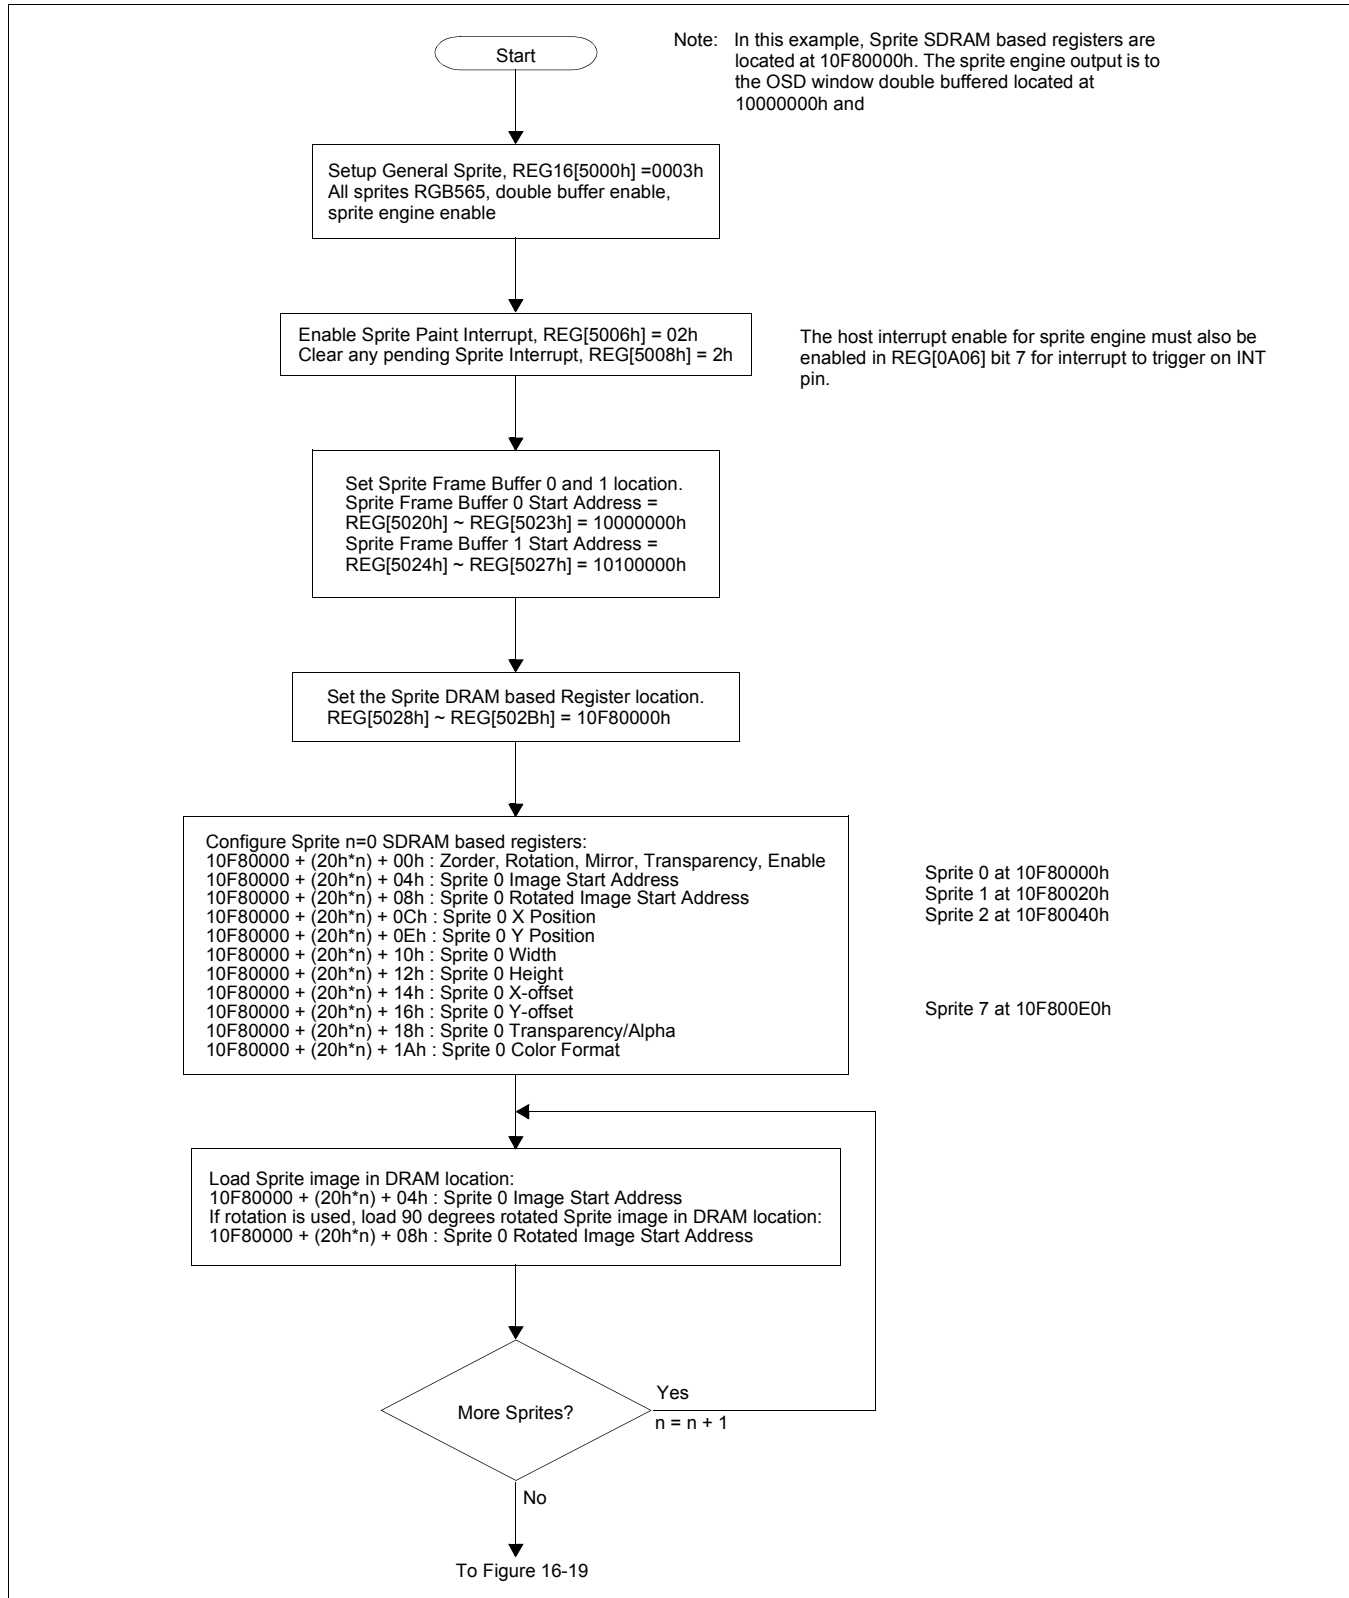 Start
Note: In this example, Sprite SDRAM based registers are
located at 10F80000h. The sprite engine output is to
the OSD window double buffered located at
10000000h and
Setup General Sprite, REG16[5000h] =0003h
All sprites RGB565, double buffer enable,
sprite engine enable
Enable Sprite Paint Interrupt, REG[5006h] = 02h
Clear any pending Sprite Interrupt, REG[5008h] = 2h
The host interrupt enable for sprite engine must also be
enabled in REG[0A06] bit 7 for interrupt to trigger on INT
pin.
Set Sprite Frame Buffer 0 and 1 location.
Sprite Frame Buffer 0 Start Address =
REG[5020h] ~ REG[5023h] = 10000000h
Sprite Frame Buffer 1 Start Address =
REG[5024h] ~ REG[5027h] = 10100000h
Set the Sprite DRAM based Register location.
REG[5028h] ~ REG[502Bh] = 10F80000h
Configure Sprite n=0 SDRAM based registers:
10F80000 + (20h*n) + 00h : Zorder, Rotation, Mirror, Transparency, Enable
10F80000 + (20h*n) + 04h : Sprite 0 Image Start Address
10F80000 + (20h*n) + 08h : Sprite 0 Rotated Image Start Address
10F80000 + (20h*n) + 0Ch : Sprite 0 X Position
10F80000 + (20h*n) + 0Eh : Sprite 0 Y Position
10F80000 + (20h*n) + 10h : Sprite 0 Width
10F80000 + (20h*n) + 12h : Sprite 0 Height
10F80000 + (20h*n) + 14h : Sprite 0 X-offset
10F80000 + (20h*n) + 16h : Sprite 0 Y-offset
10F80000 + (20h*n) + 18h : Sprite 0 Transparency/Alpha
10F80000 + (20h*n) + 1Ah : Sprite 0 Color Format
Sprite 0 at 10F80000h
Sprite 1 at 10F80020h
Sprite 2 at 10F80040h
Sprite 7 at 10F800E0h
Load Sprite image in DRAM location:
10F80000 + (20h*n) + 04h : Sprite 0 Image Start Address
If rotation is used, load 90 degrees rotated Sprite image in DRAM location:
10F80000 + (20h*n) + 08h : Sprite 0 Rotated Image Start Address
More Sprites?
Yes
n = n + 1
No
To Figure 16-19